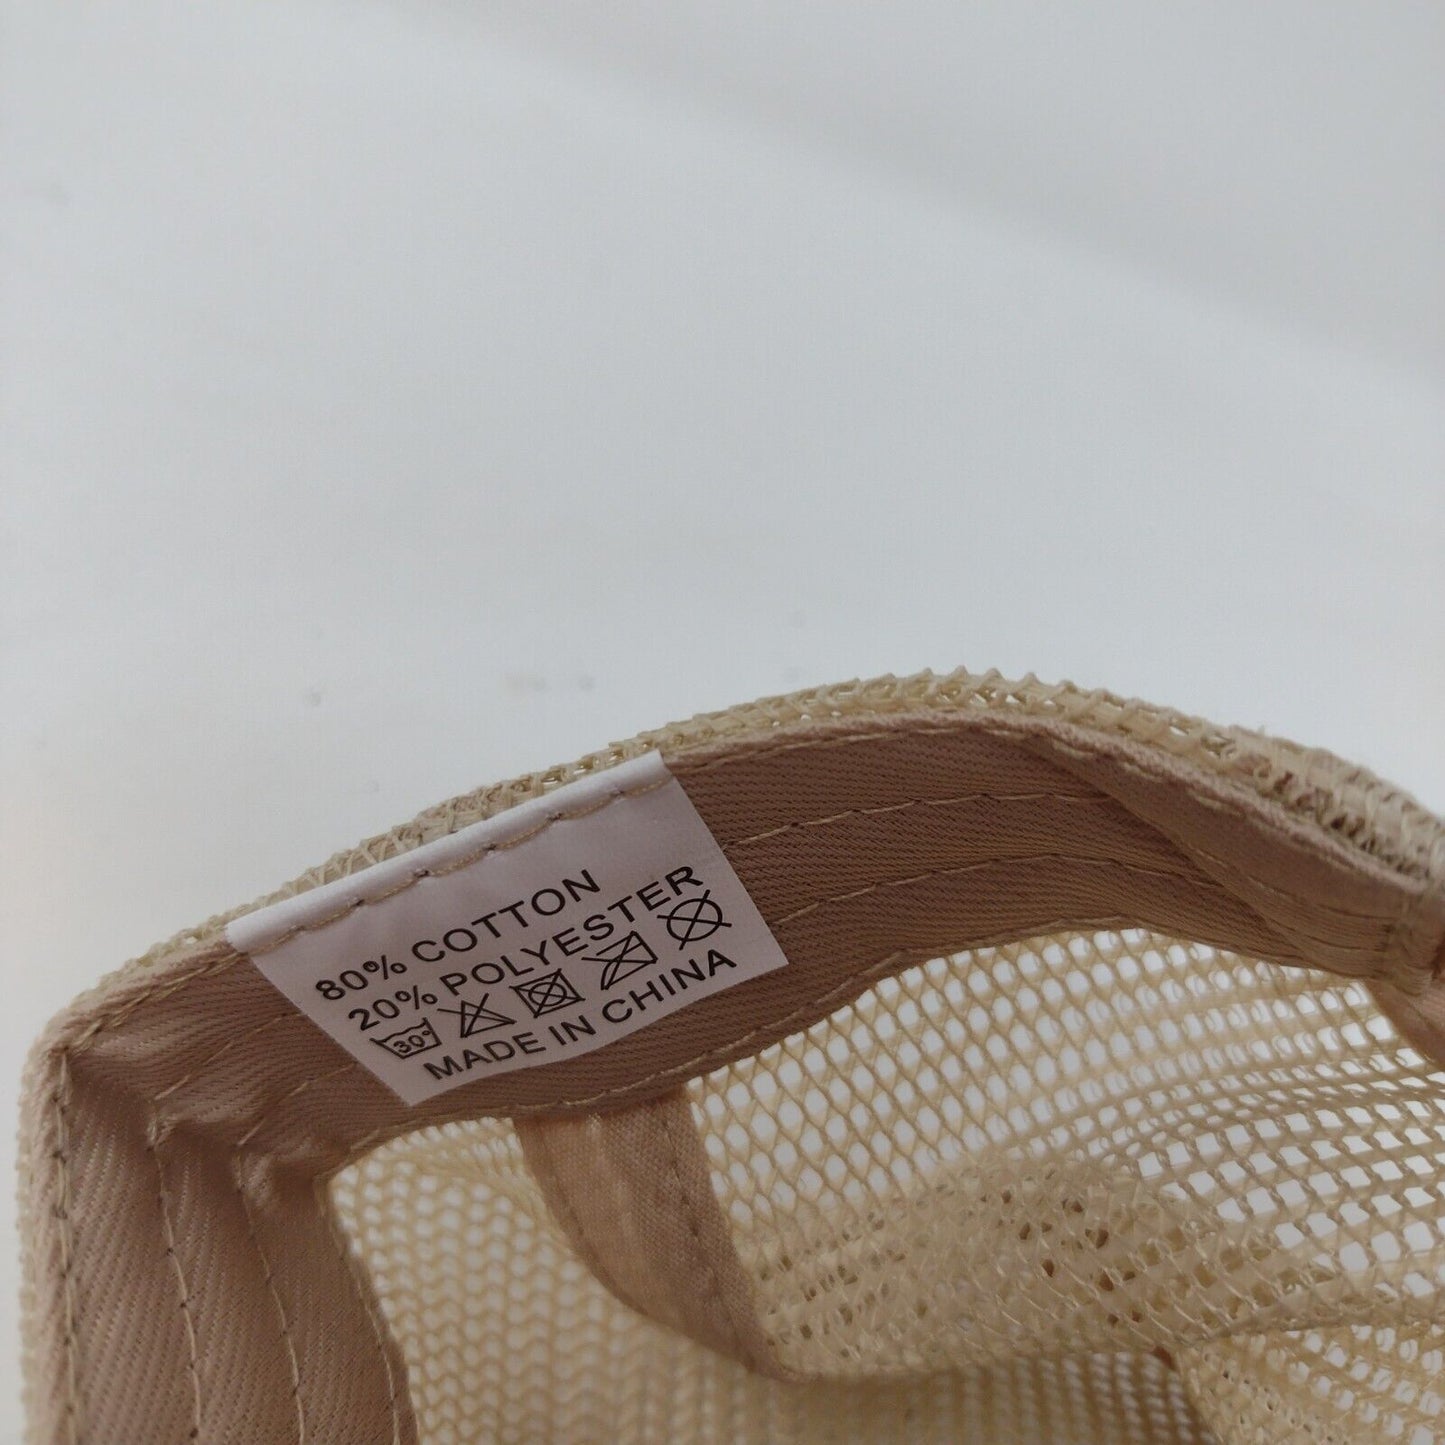 80% COTTON
20% POLYESTER
30°
MADE IN CHINA